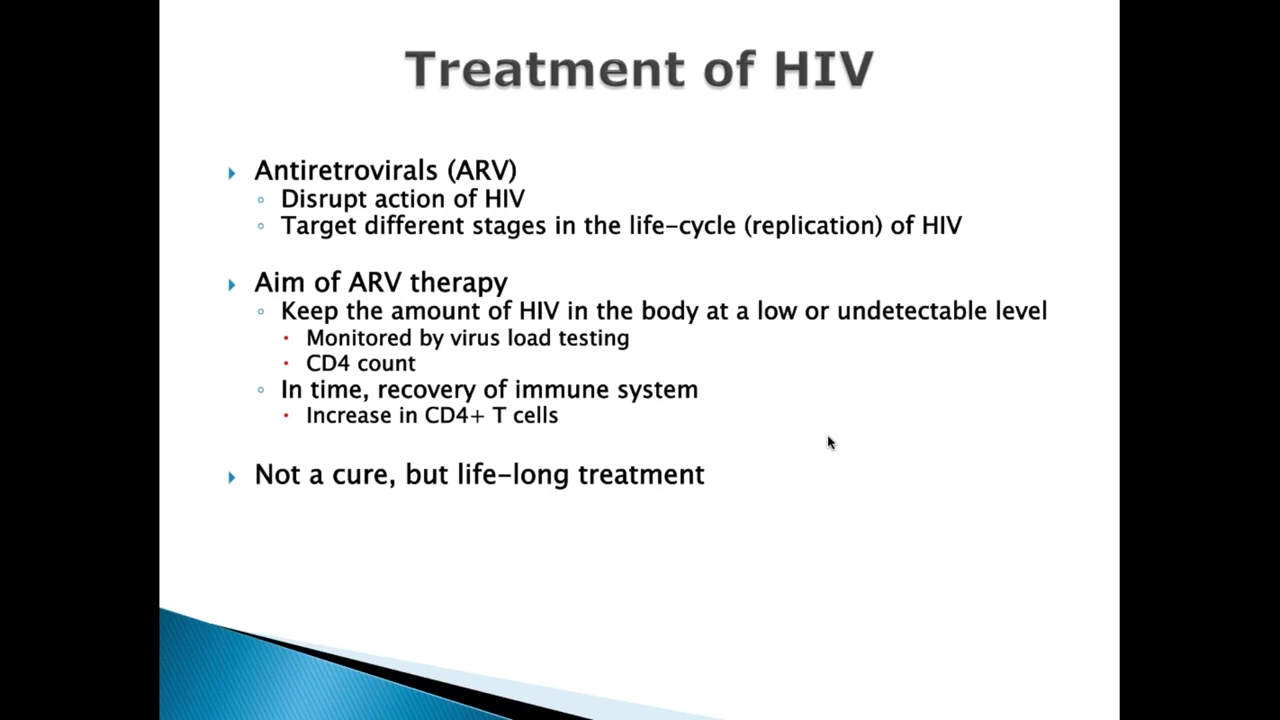 Treatment of HIV
Antiretrovirals (ARV)
Disrupt action of HIV
Target different stages in the life-cycle (replication) of HIV
Aim of ARV therapy
Keep the amount of HIV in the body at a low or undetectable level
Monitored by virus load testing
CD4 count
In time, recovery of immune system
Increase in CD4+ T cells
Not a cure, but life-long treatment